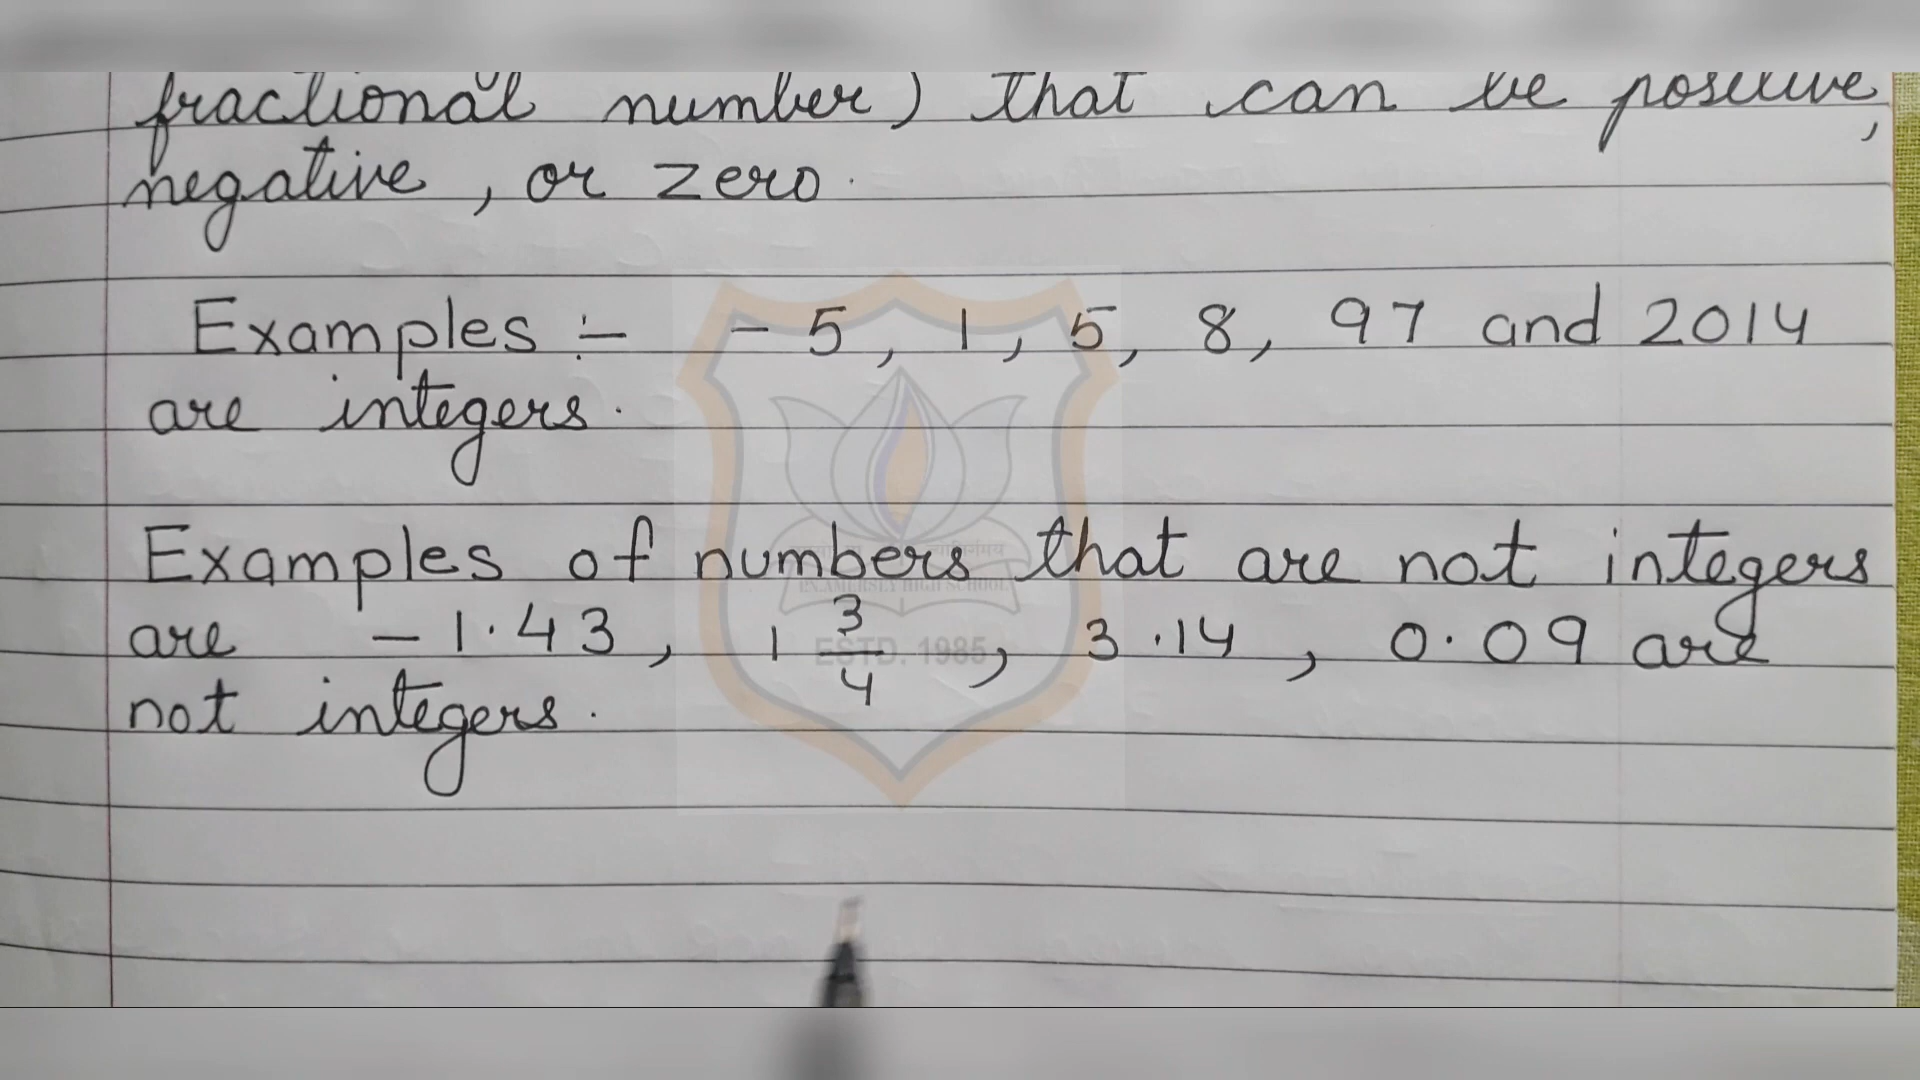 fractional number) that can be positive,
negative, or zero.
Examples :- -5, 1, 5, 8, 97 and 2014
are integers.
Examples of numbers that are not integers
are -1.43, 1 3/4, 3.14, 0.09 are
not integers.
ESTD. 1985